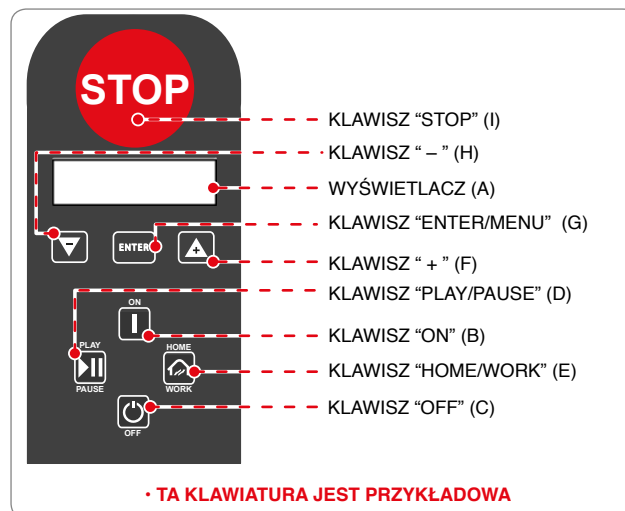 STOP
KLAWISZ “STOP” (I)
KLAWISZ “ – ” (H)
WYŚWIETLACZ (A)
KLAWISZ “ENTER/MENU” (G)
ENTER
KLAWISZ “ + ” (F)
KLAWISZ “PLAY/PAUSE” (D)
ON
KLAWISZ “ON” (B)
PLAY
PAUSE
HOME
WORK
KLAWISZ “HOME/WORK” (E)
KLAWISZ “OFF” (C)
OFF
• TA KLAWIATURA JEST PRZYKŁADOWA